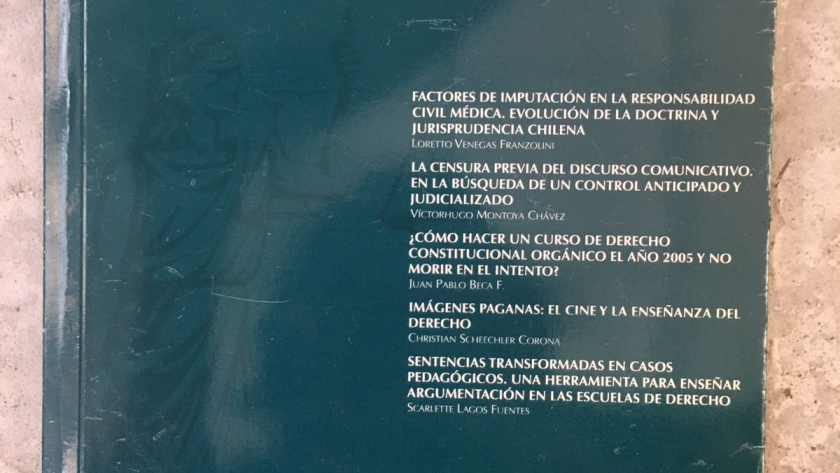 FACTORES DE IMPUTACIÓN EN LA RESPONSABILIDAD
CIVIL MÉDICA. EVOLUCIÓN DE LA DOCTRINA Y
JURISPRUDENCIA CHILENA
Loretto Venegas Franzolini
LA CENSURA PREVIA DEL DISCURSO COMUNICATIVO.
EN LA BÚSQUEDA DE UN CONTROL ANTICIPADO Y
JUDICIALIZADO
Víctorhugo Montoya Chávez
¿CÓMO HACER UN CURSO DE DERECHO
CONSTITUCIONAL ORGÁNICO EL AÑO 2005 Y NO
MORIR EN EL INTENTO?
Juan Pablo Beca F.
IMÁGENES PAGANAS: EL CINE Y LA ENSEÑANZA DEL
DERECHO
Christian Scheechler Corona
SENTENCIAS TRANSFORMADAS EN CASOS
PEDAGÓGICOS. UNA HERRAMIENTA PARA ENSEÑAR
ARGUMENTACIÓN EN LAS ESCUELAS DE DERECHO
Scarlette Lagos Fuentes